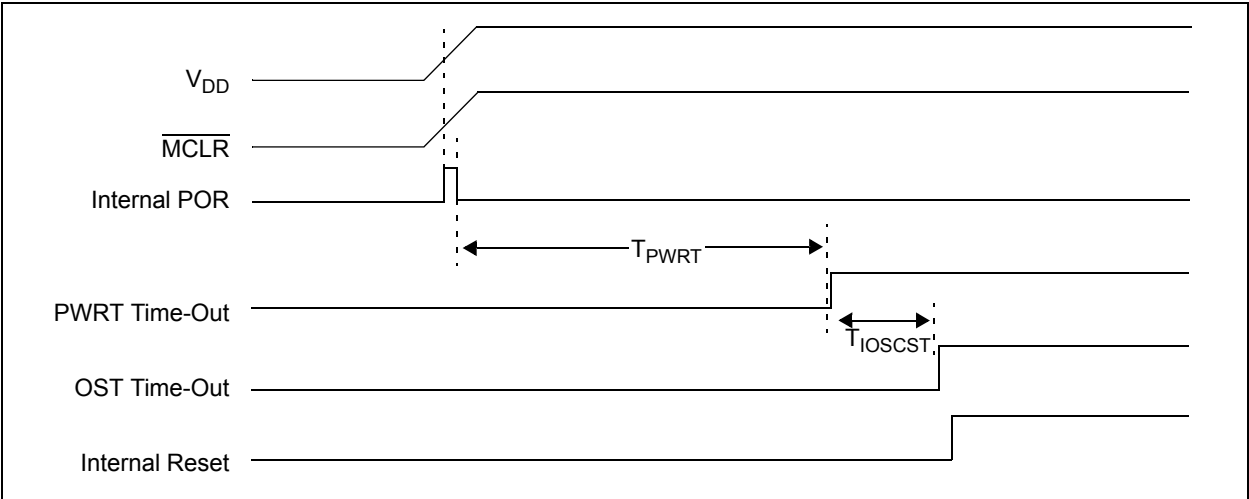 VDD
MCLR
Internal POR
TPWRT
PWRT Time-Out
TIOSCST
OST Time-Out
Internal Reset